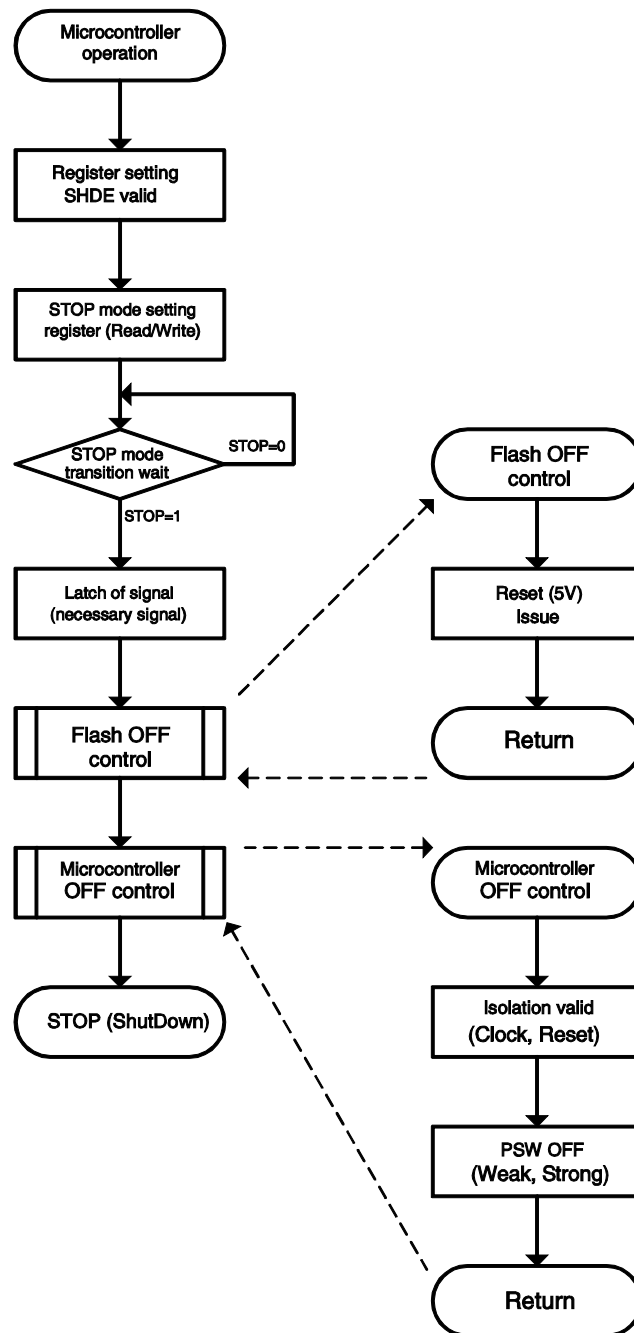 Microcontroller
operation
Register setting
SHDE valid
STOP mode setting
register (Read/Write)
STOP mode
transition wait
STOP=0
STOP=1
Latch of signal
(necessary signal)
Flash OFF
control
Microcontroller
OFF control
STOP (ShutDown)
Flash OFF
control
Reset (5V)
Issue
Return
Microcontroller
OFF control
Isolation valid
(Clock, Reset)
PSW OFF
(Weak, Strong)
Return